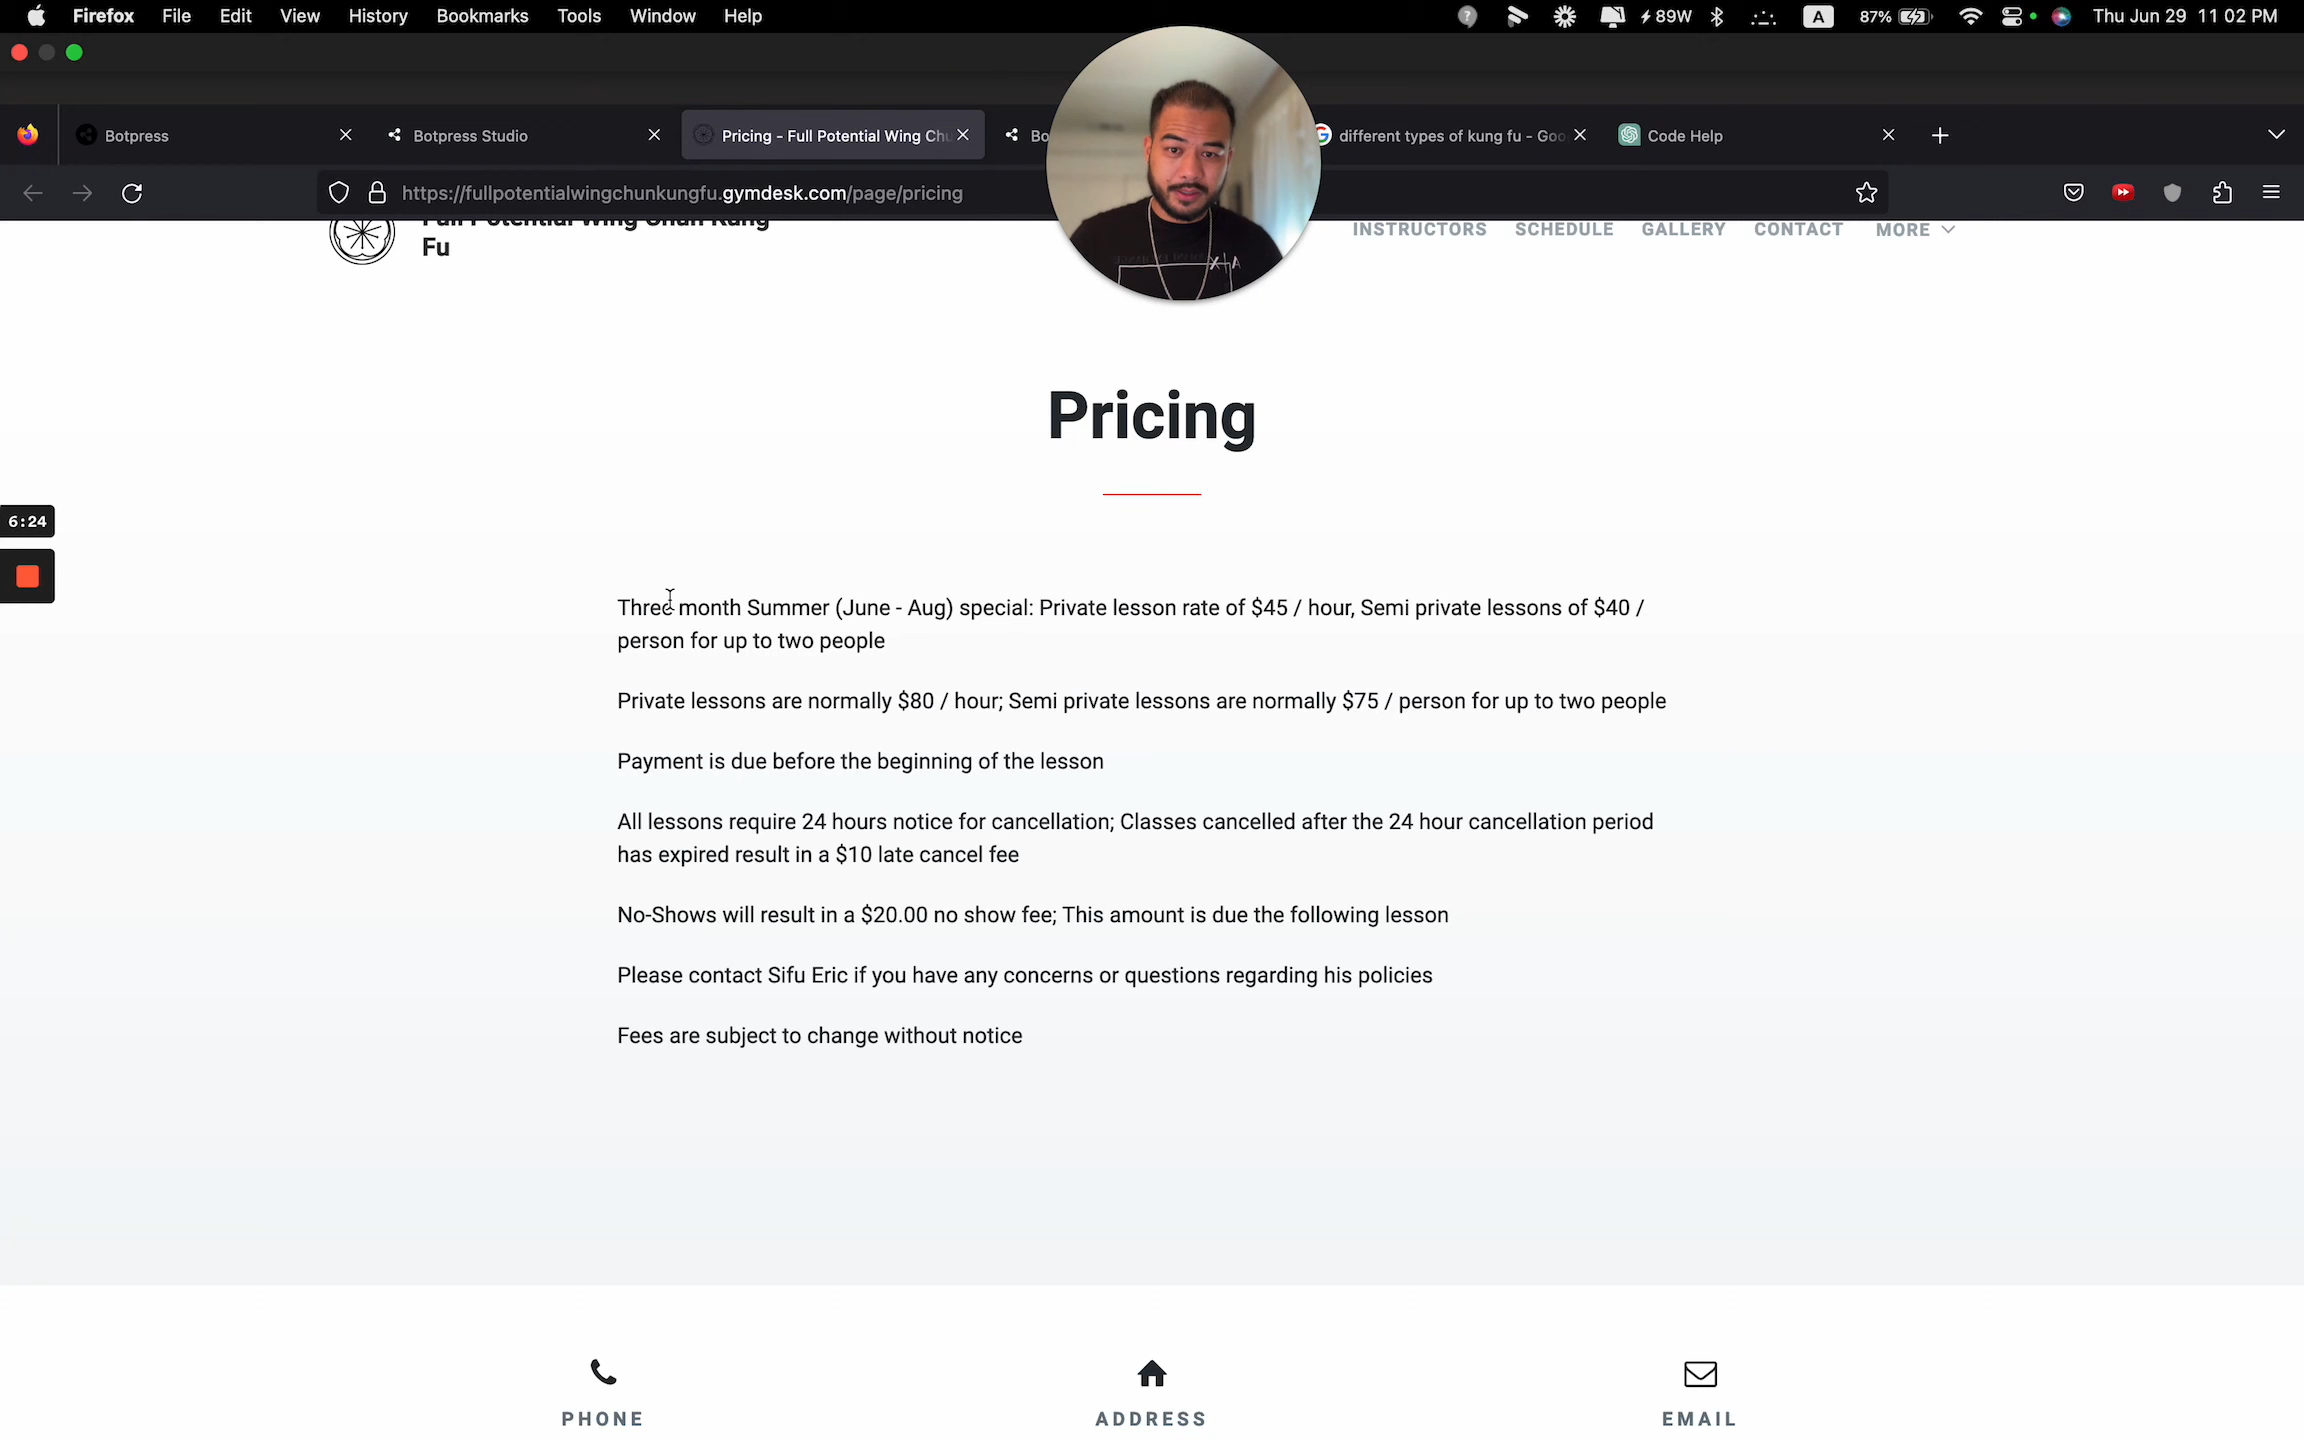 Firefox File Edit View History Bookmarks Tools Window Help 89W A 87% Thu Jun 29 11 02 PM
Botpress Botpress Studio Pricing - Full Potential Wing Chu Bo different types of kung fu - Goo Code Help
https://fullpotentialwingchunkungfu.gymdesk.com/page/pricing
Full Potential Wing Chun Kung
Fu
INSTRUCTORS SCHEDULE GALLERY CONTACT MORE
Pricing
6:24
Three month Summer (June - Aug) special: Private lesson rate of $45 / hour, Semi private lessons of $40 /
person for up to two people
Private lessons are normally $80 / hour; Semi private lessons are normally $75 / person for up to two people
Payment is due before the beginning of the lesson
All lessons require 24 hours notice for cancellation; Classes cancelled after the 24 hour cancellation period
has expired result in a $10 late cancel fee
No-Shows will result in a $20.00 no show fee; This amount is due the following lesson
Please contact Sifu Eric if you have any concerns or questions regarding his policies
Fees are subject to change without notice
PHONE ADDRESS EMAIL